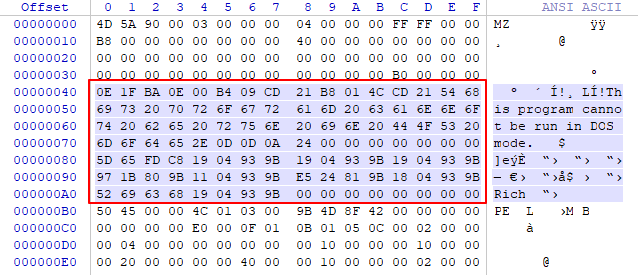 Offset 0 1 2 3 4 5 6 7 8 9 A B C D E F ANSI ASCII
00000000 4D 5A 90 00 03 00 00 00 04 00 00 00 FF FF 00 00 MZ ÿÿ
00000010 B8 00 00 00 00 00 00 00 40 00 00 00 00 00 00 00 ¸ @
00000020 00 00 00 00 00 00 00 00 00 00 00 00 00 00 00 00
00000030 00 00 00 00 00 00 00 00 00 00 00 00 B0 00 00 00 °
00000040 0E 1F BA 0E 00 B4 09 CD 21 B8 01 4C CD 21 54 68 º ´ Í!¸ LÍ!Th
00000050 69 73 20 70 72 6F 67 72 61 6D 20 63 61 6E 6E 6F is program canno
00000060 74 20 62 65 20 72 75 6E 20 69 6E 20 44 4F 53 20 t be run in DOS
00000070 6D 6F 64 65 2E 0D 0D 0A 24 00 00 00 00 00 00 00 mode. $
00000080 5D 65 FD C8 19 04 93 9B 19 04 93 9B 19 04 93 9B ]eýÈ “› “› “›
00000090 97 1B 80 9B 11 04 93 9B E5 24 81 9B 18 04 93 9B — €› “›å$ › “›
000000A0 52 69 63 68 19 04 93 9B 00 00 00 00 00 00 00 00 Rich “›
000000B0 50 45 00 00 4C 01 03 00 9B 4D 8F 42 00 00 00 00 PE L ›M B
000000C0 00 00 00 00 E0 00 0F 01 0B 01 05 0C 00 02 00 00 à
000000D0 00 04 00 00 00 00 00 00 00 10 00 00 00 10 00 00
000000E0 00 20 00 00 00 00 40 00 00 10 00 00 00 02 00 00 @